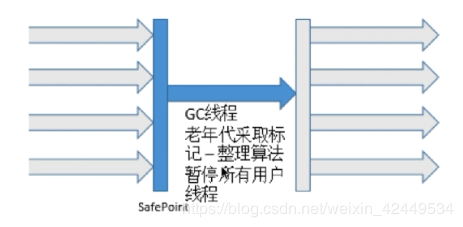 GC线程
老年代采取标
记–整理算法
暂停所有用户
线程
SafePoint
https://blog.csdn.net/weixin_42449534